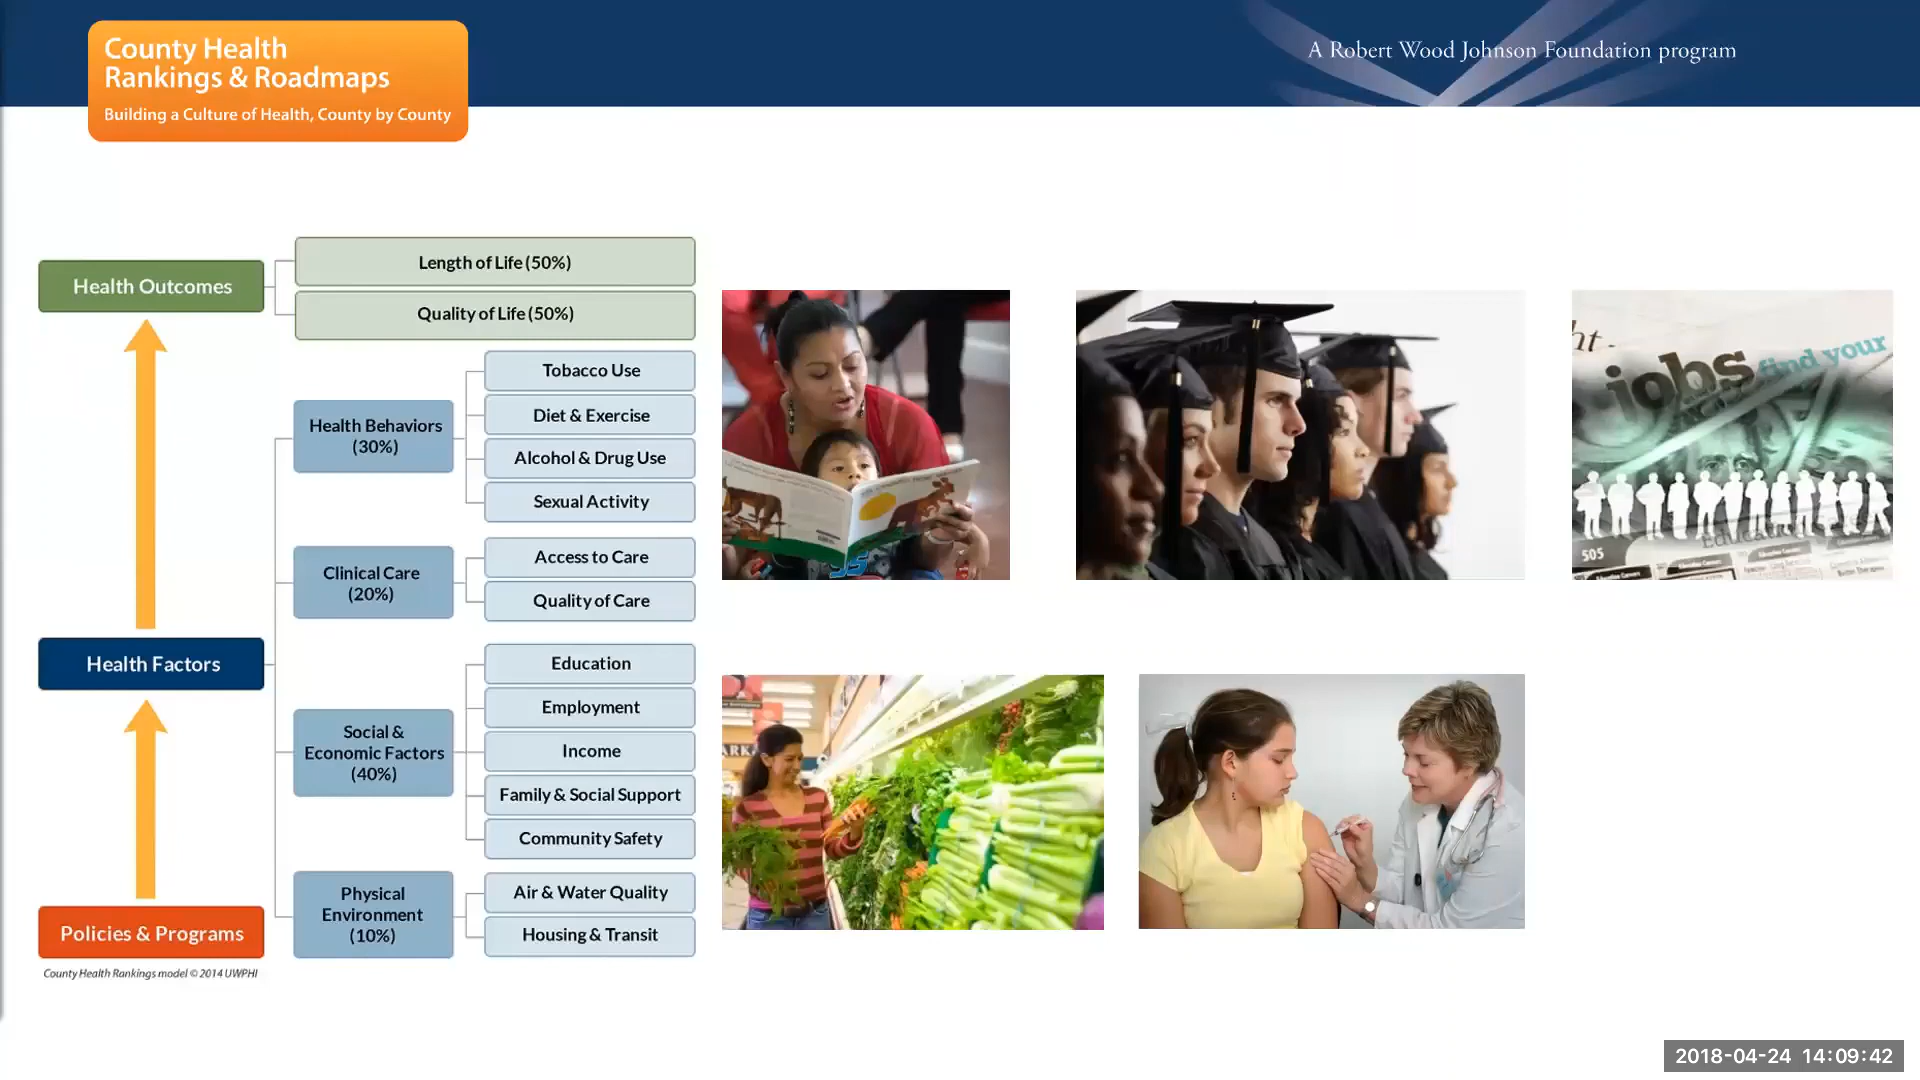 County Health
Rankings & Roadmaps
Building a Culture of Health, County by County
A Robert Wood Johnson Foundation program
Health Outcomes
Length of Life (50%)
Quality of Life (50%)
Health Behaviors
(30%)
Tobacco Use
Diet & Exercise
Alcohol & Drug Use
Sexual Activity
Clinical Care
(20%)
Access to Care
Quality of Care
Health Factors
Social &
Economic Factors
(40%)
Education
Employment
Income
Family & Social Support
Community Safety
Physical
Environment
(10%)
Air & Water Quality
Housing & Transit
Policies & Programs
County Health Rankings model © 2014 UWPHI
jobs find your
Education
505
2018-04-24 14:09:42